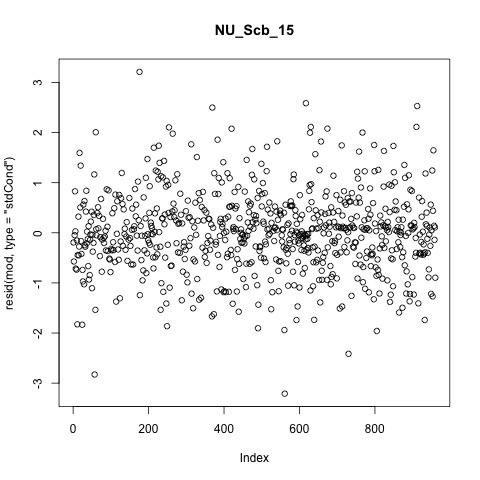 NU_Scb_15
resid(mod, type = "stdCond")
3
2
1
0
-1
-2
-3
0 200 400 600 800
Index